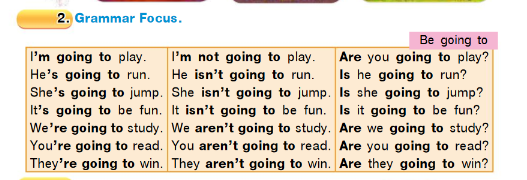 2. Grammar Focus.
Be going to
I'm going to play. I'm not going to play. Are you going to play?
He's going to run. He isn't going to run. Is he going to run?
She's going to jump. She isn't going to jump. Is she going to jump?
It's going to be fun. It isn't going to be fun. Is it going to be fun?
We're going to study. We aren't going to study. Are we going to study?
You're going to read. You aren't going to read. Are you going to read?
They're going to win. They aren't going to win. Are they going to win?